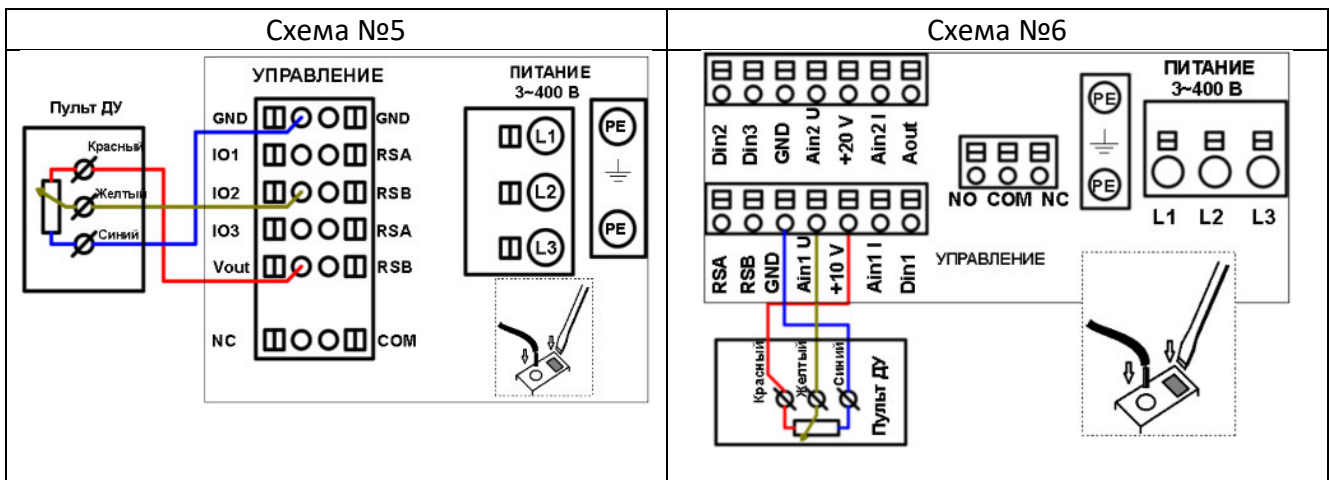 Схема №5
Схема №6
УПРАВЛЕНИЕ
ПИТАНИЕ
3~400 В
Пульт ДУ
Красный
Желтый
Синий
GND
GND
IO1
RSA
IO2
RSB
IO3
RSA
Vout
RSB
NC
COM
L1
L2
L3
PE
PE
Din2
Din3
GND
Ain2 U
+20 V
Ain2 I
Aout
NO COM NC
PE
PE
ПИТАНИЕ
3~400 В
L1 L2 L3
RSA
RSB
GND
Ain1 U
+10 V
Ain1 I
Din1
УПРАВЛЕНИЕ
Красный
Желтый
Синий
Пульт ДУ